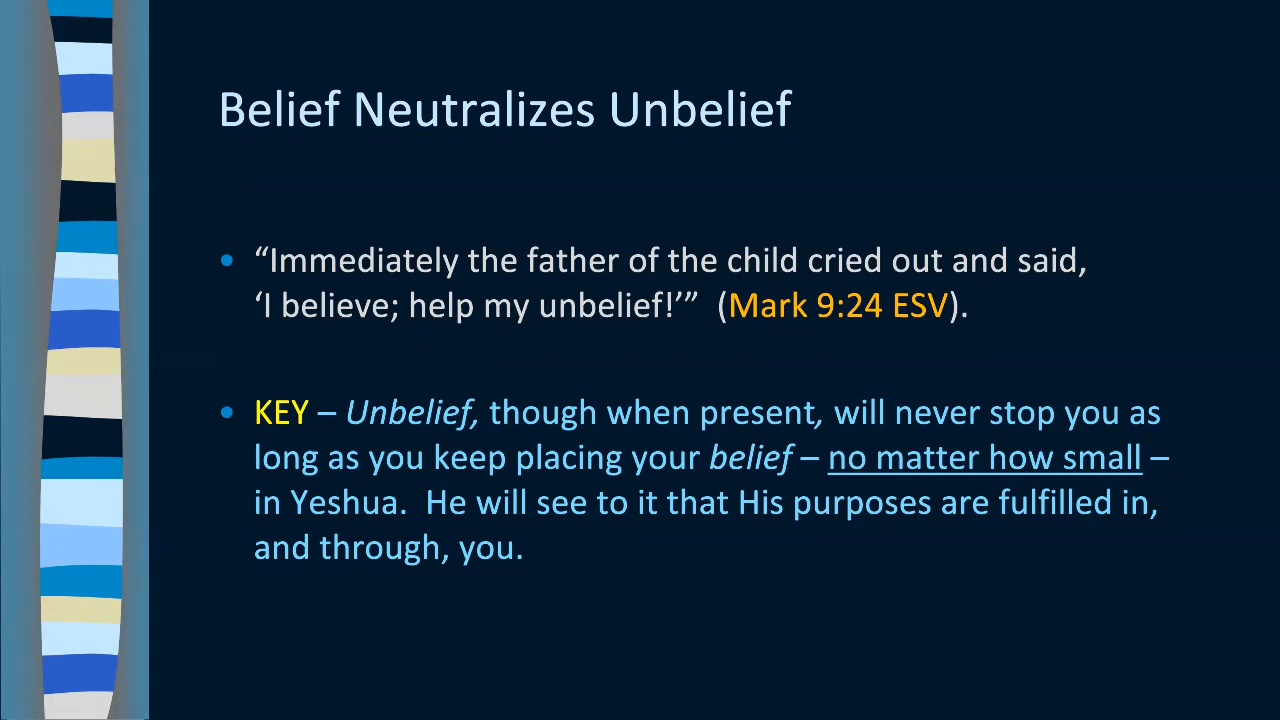 Belief Neutralizes Unbelief
• “Immediately the father of the child cried out and said,
‘I believe; help my unbelief!’”  (Mark 9:24 ESV).
• KEY – Unbelief, though when present, will never stop you as
long as you keep placing your belief – no matter how small –
in Yeshua.  He will see to it that His purposes are fulfilled in,
and through, you.